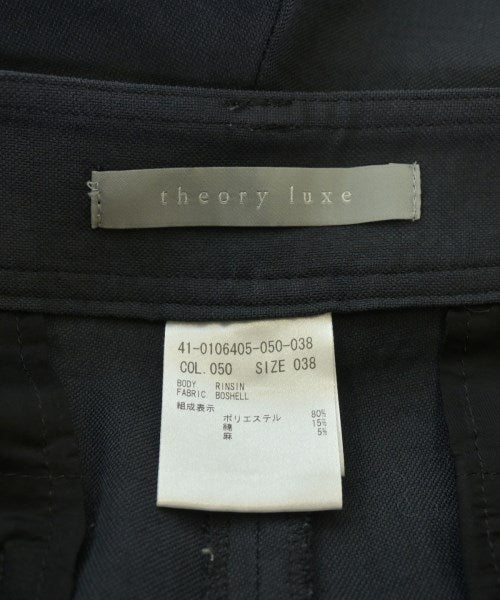 theory luxe
41-0106405-050-038
COL.050 SIZE 038
BODY RINSIN
FABRIC BOSHELL
組成表示
ポリエステル 80%
綿 15%
麻 5%